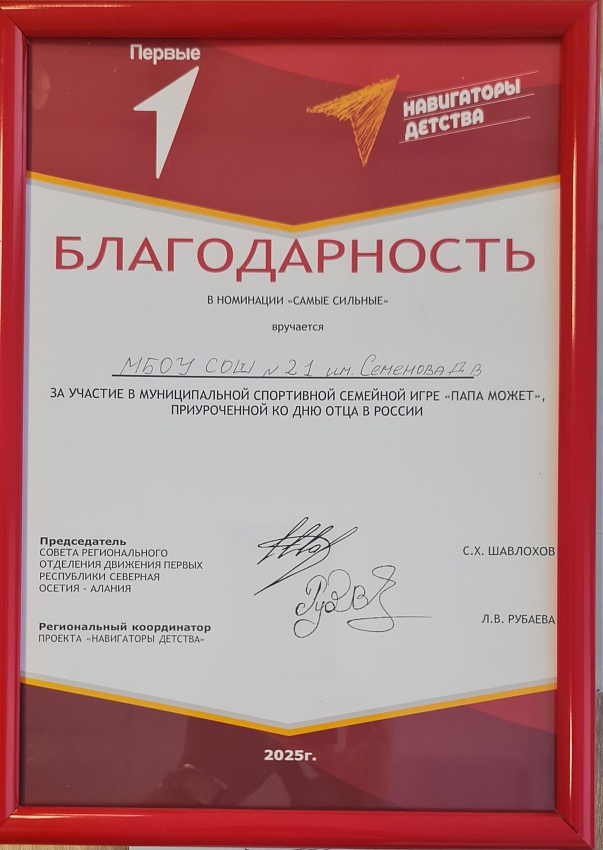 Первые
НАВИГАТОРЫ
ДЕТСТВА
БЛАГОДАРНОСТЬ
В НОМИНАЦИИ «САМЫЕ СИЛЬНЫЕ»
вручается
МБОУ СОШ №21 им. Семенова Д В
ЗА УЧАСТИЕ В МУНИЦИПАЛЬНОЙ СПОРТИВНОЙ СЕМЕЙНОЙ ИГРЕ «ПАПА МОЖЕТ»,
ПРИУРОЧЕННОЙ КО ДНЮ ОТЦА В РОССИИ
Председатель
СОВЕТА РЕГИОНАЛЬНОГО
ОТДЕЛЕНИЯ ДВИЖЕНИЯ ПЕРВЫХ
РЕСПУБЛИКИ СЕВЕРНАЯ
ОСЕТИЯ - АЛАНИЯ
С.Х. ШАВЛОХОВ
Региональный координатор
ПРОЕКТА «НАВИГАТОРЫ ДЕТСТВА»
Л.В. РУБАЕВА
2025г.